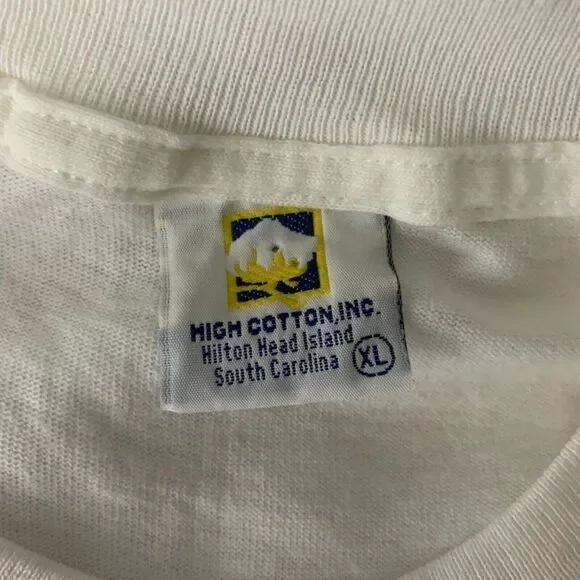 HIGH COTTON, INC.
Hilton Head Island
South Carolina XL